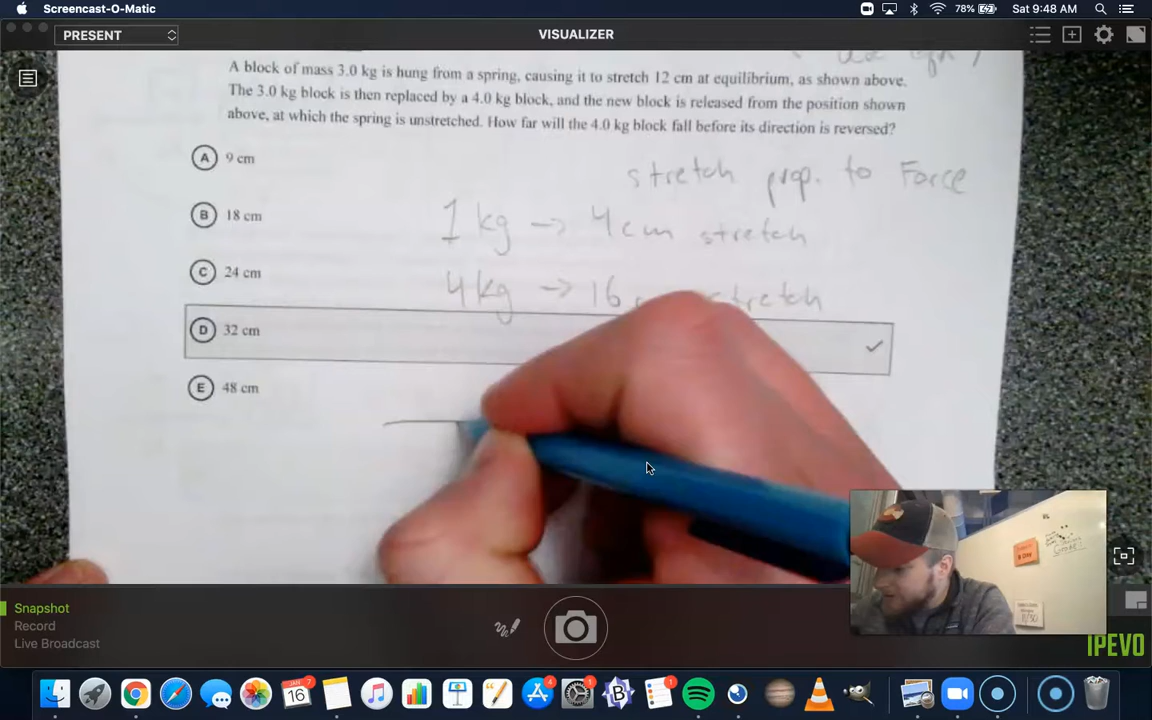 Screencast-O-Matic
78%
Sat 9:48 AM
PRESENT
VISUALIZER
A block of mass 3.0 kg is hung from a spring, causing it to stretch 12 cm at equilibrium, as shown above.
The 3.0 kg block is then replaced by a 4.0 kg block, and the new block is released from the position shown
above, at which the spring is unstretched. How far will the 4.0 kg block fall before its direction is reversed?
A 9 cm
stretch prop. to Force
B 18 cm
1 kg -> 4cm stretch
C 24 cm
4kg -> 16 stretch
D 32 cm
E 48 cm
Snapshot
Record
Live Broadcast
IPEVO
JAN
16